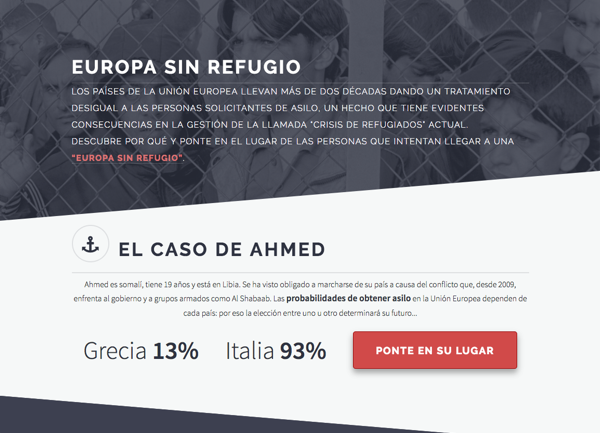 EUROPA SIN REFUGIO
LOS PAÍSES DE LA UNIÓN EUROPEA LLEVAN MÁS DE DOS DÉCADAS DANDO UN TRATAMIENTO
DESIGUAL A LAS PERSONAS SOLICITANTES DE ASILO, UN HECHO QUE TIENE EVIDENTES
CONSECUENCIAS EN LA GESTIÓN DE LA LLAMADA "CRISIS DE REFUGIADOS" ACTUAL.
DESCUBRE POR QUÉ Y PONTE EN EL LUGAR DE LAS PERSONAS QUE INTENTAN LLEGAR A UNA
"EUROPA SIN REFUGIO".
EL CASO DE AHMED
Ahmed es somalí, tiene 19 años y está en Libia. Se ha visto obligado a marcharse de su país a causa del conflicto que, desde 2009,
enfrenta al gobierno y a grupos armados como Al Shabaab. Las probabilidades de obtener asilo en la Unión Europea dependen de
cada país: por eso la elección entre uno u otro determinará su futuro...
Grecia 13% Italia 93% PONTE EN SU LUGAR